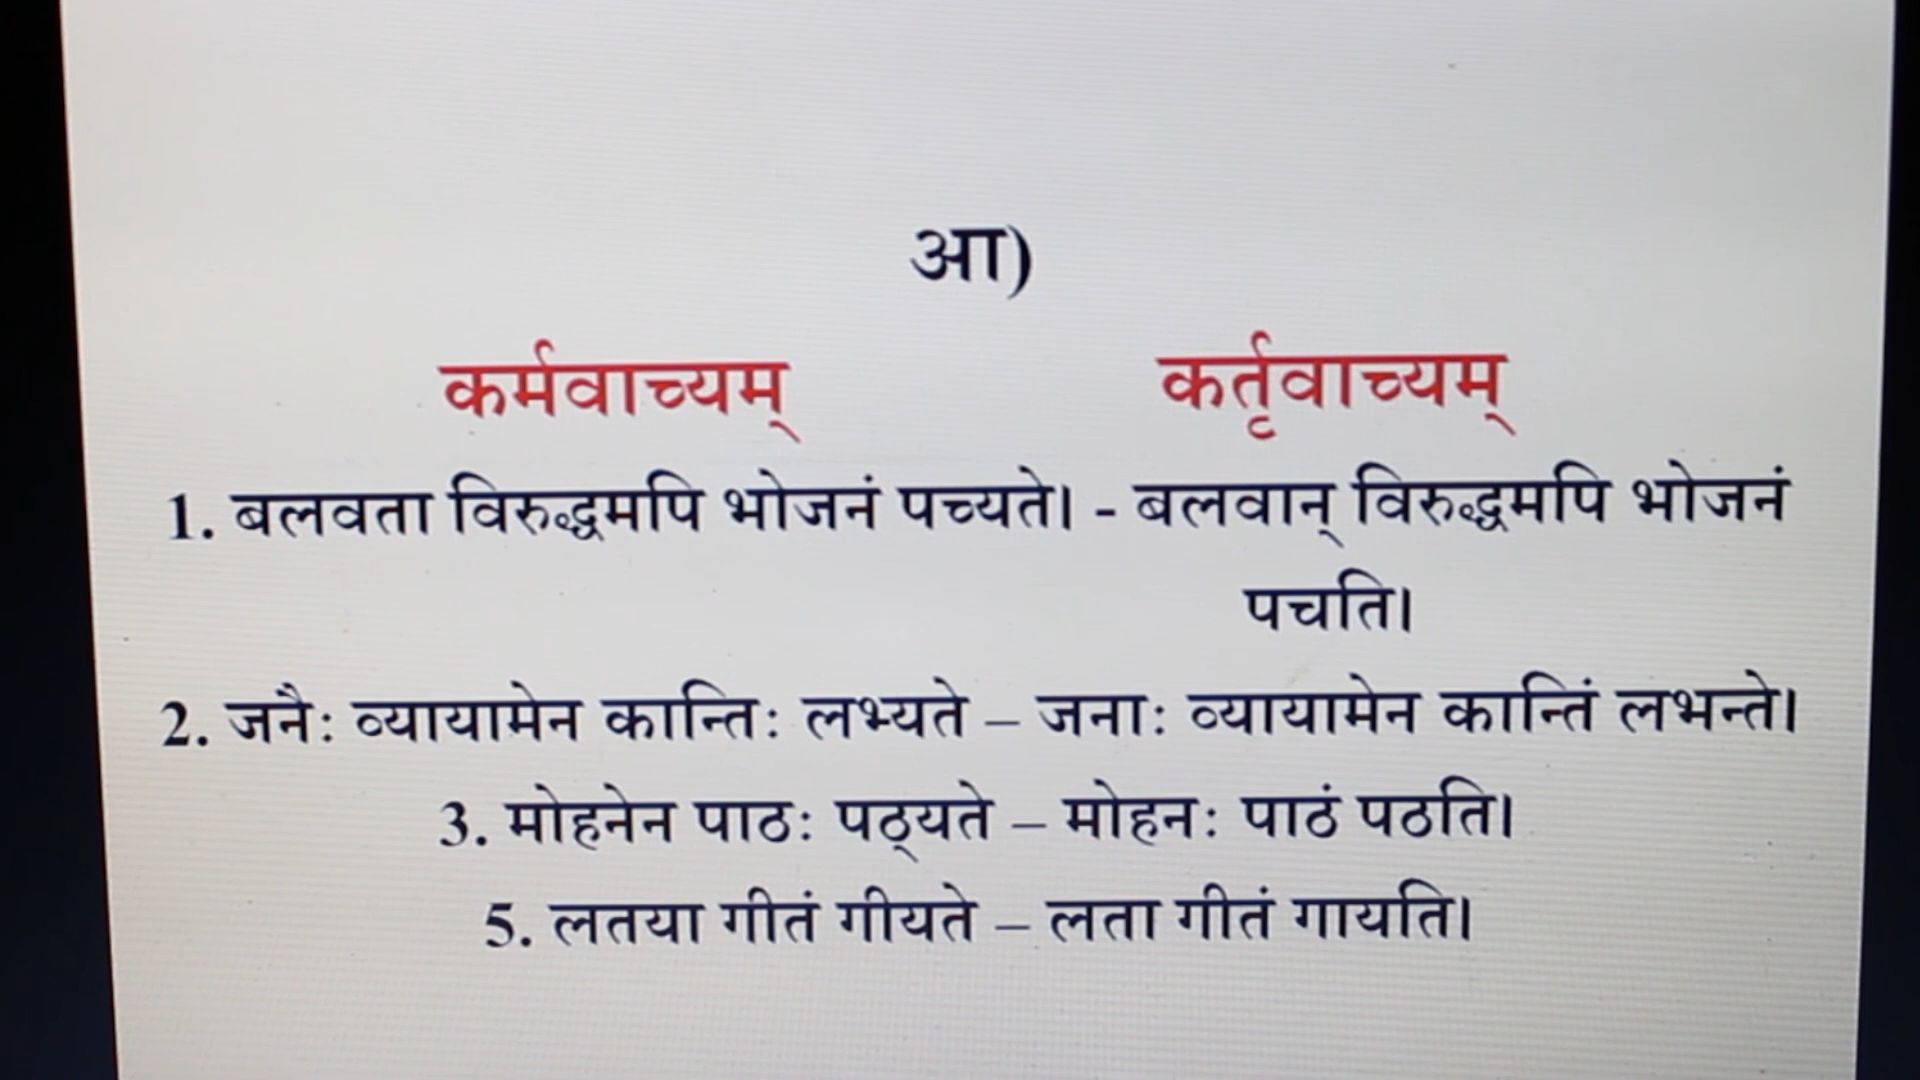 आ)
कर्मवाच्यम् कर्तृवाच्यम्
1. बलवता विरुद्धमपि भोजनं पच्यते। - बलवान् विरुद्धमपि भोजनं
पचति।
2. जनैः व्यायामेन कान्तिः लभ्यते – जनाः व्यायामेन कान्तिं लभन्ते।
3. मोहनेन पाठः पठ्यते – मोहनः पाठं पठति।
5. लतया गीतं गीयते – लता गीतं गायति।